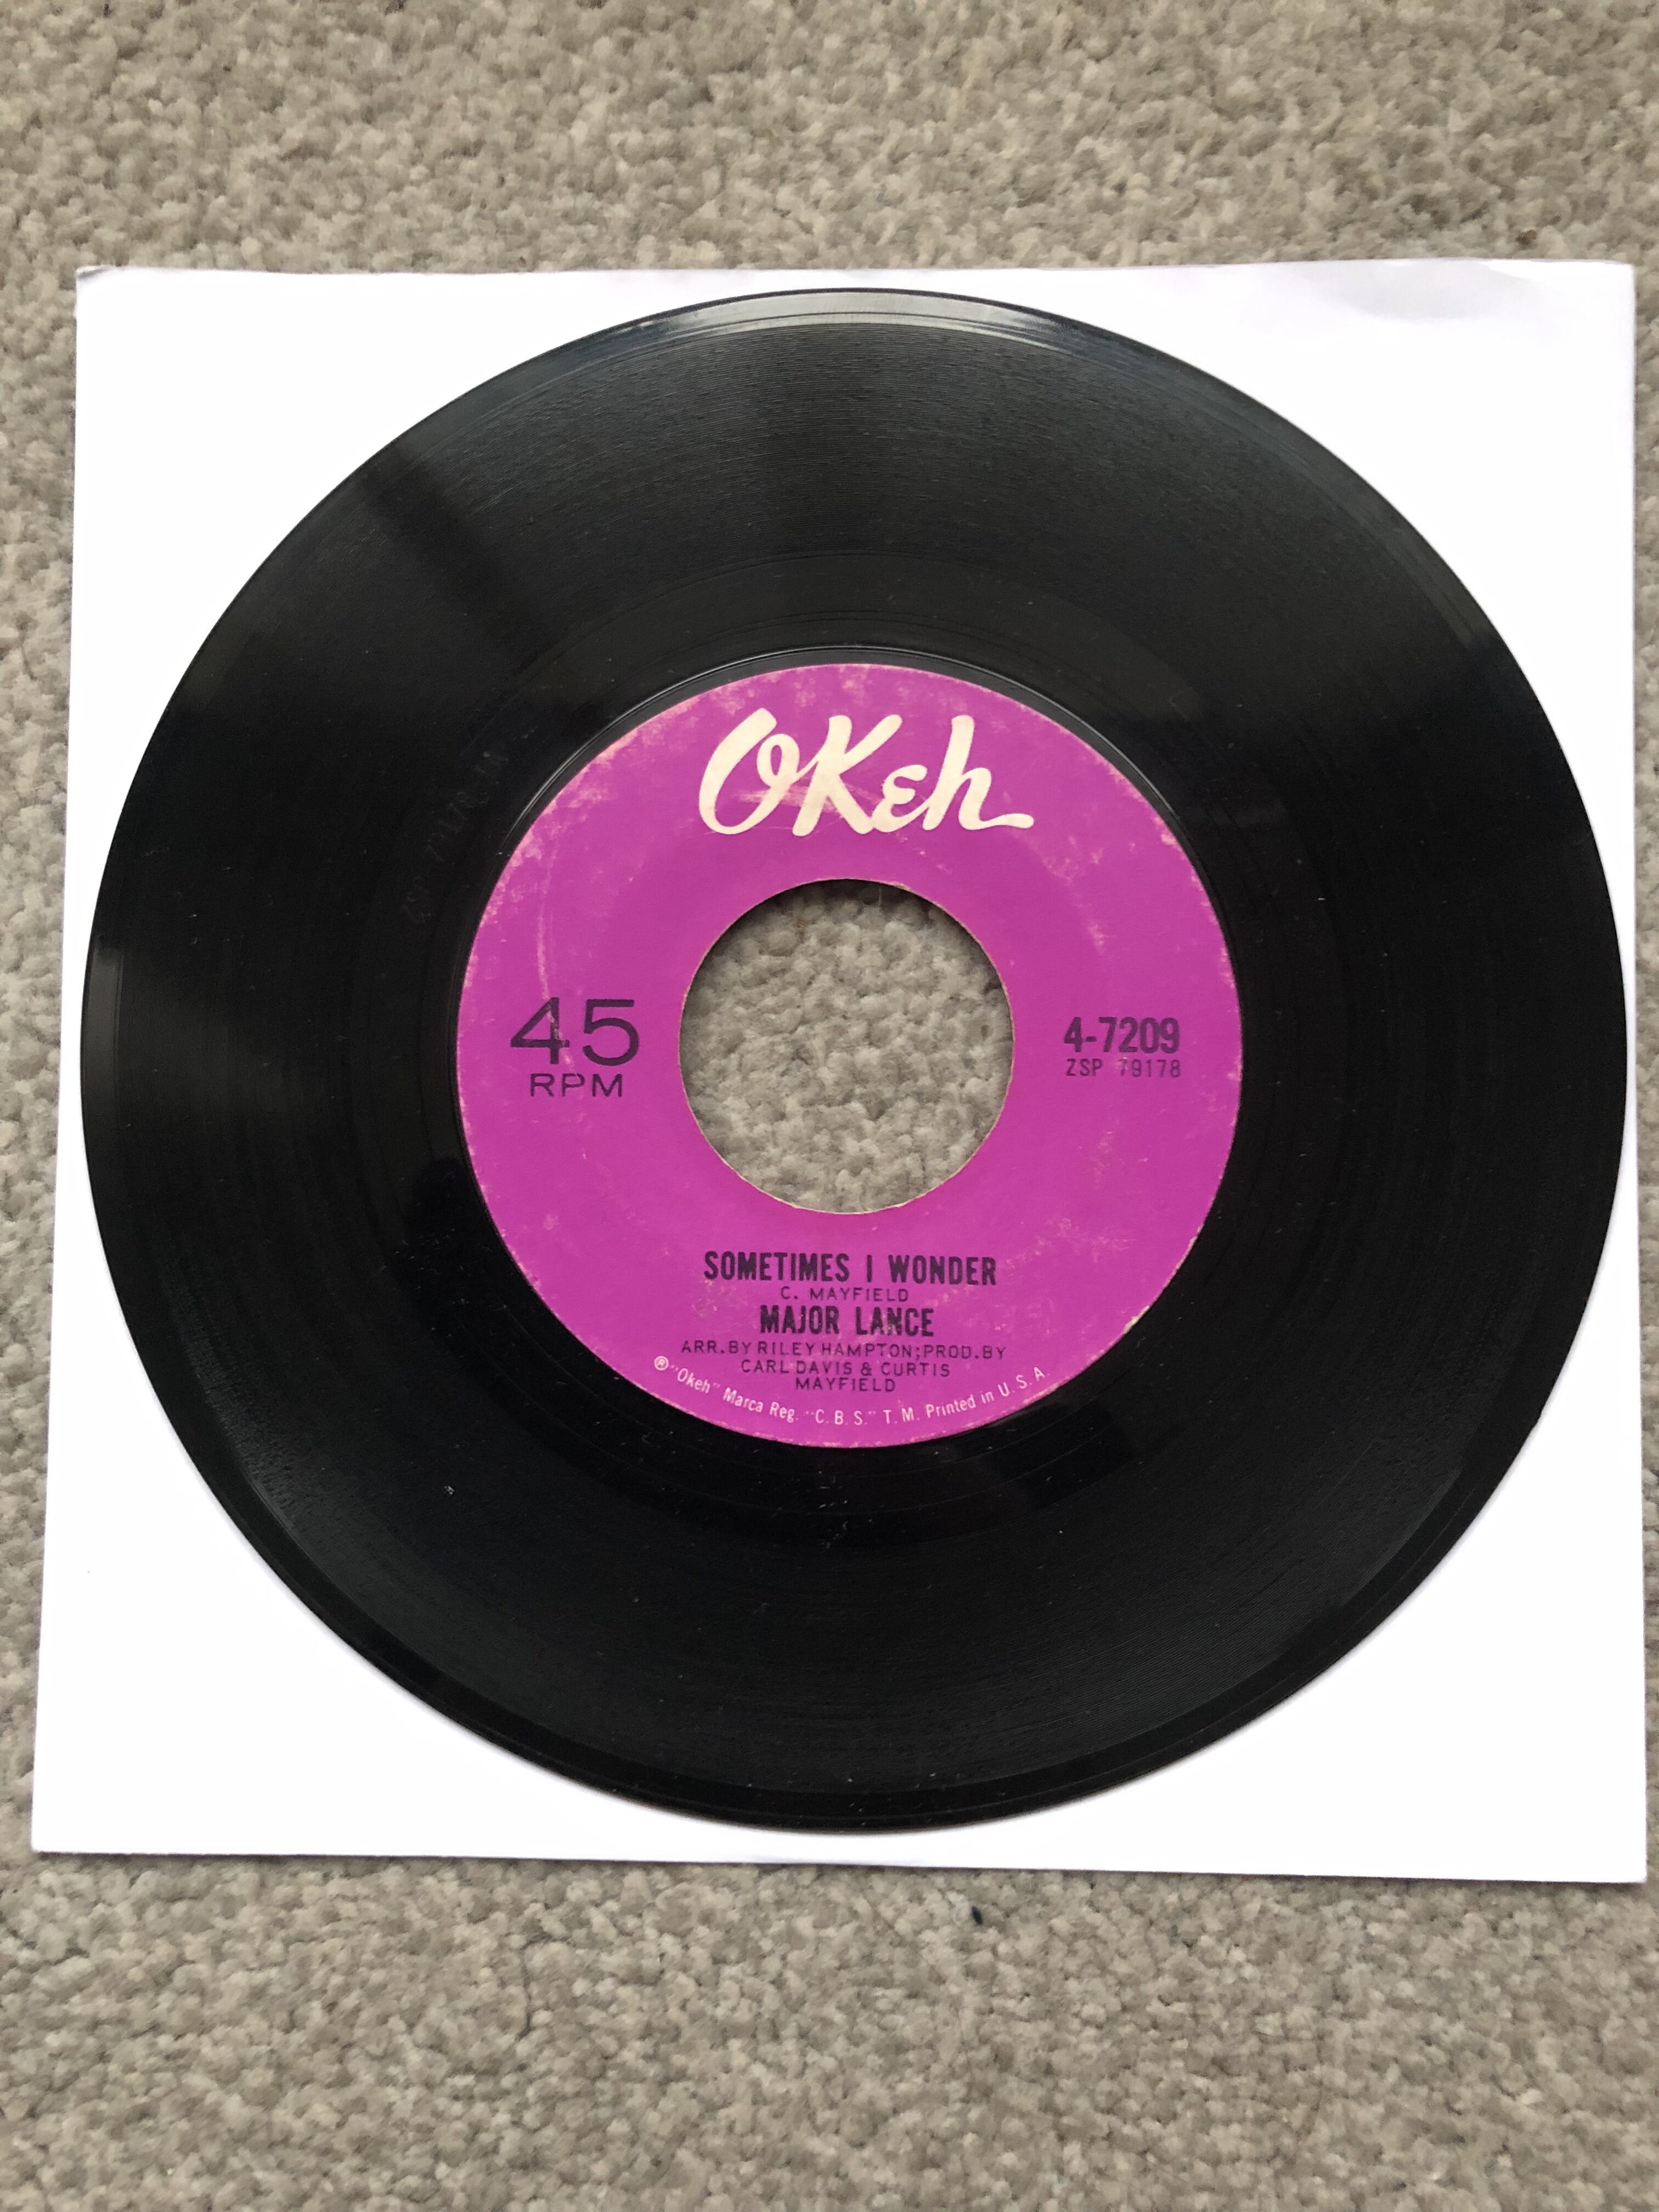 OKeh
45
RPM
4-7209
ZSP 79178
SOMETIMES I WONDER
C. MAYFIELD
MAJOR LANCE
ARR.BY RILEY HAMPTON;PROD.BY
CARL DAVIS & CURTIS
MAYFIELD
® "Okeh" Marca Reg. "C.B.S." T.M. Printed in U.S.A.